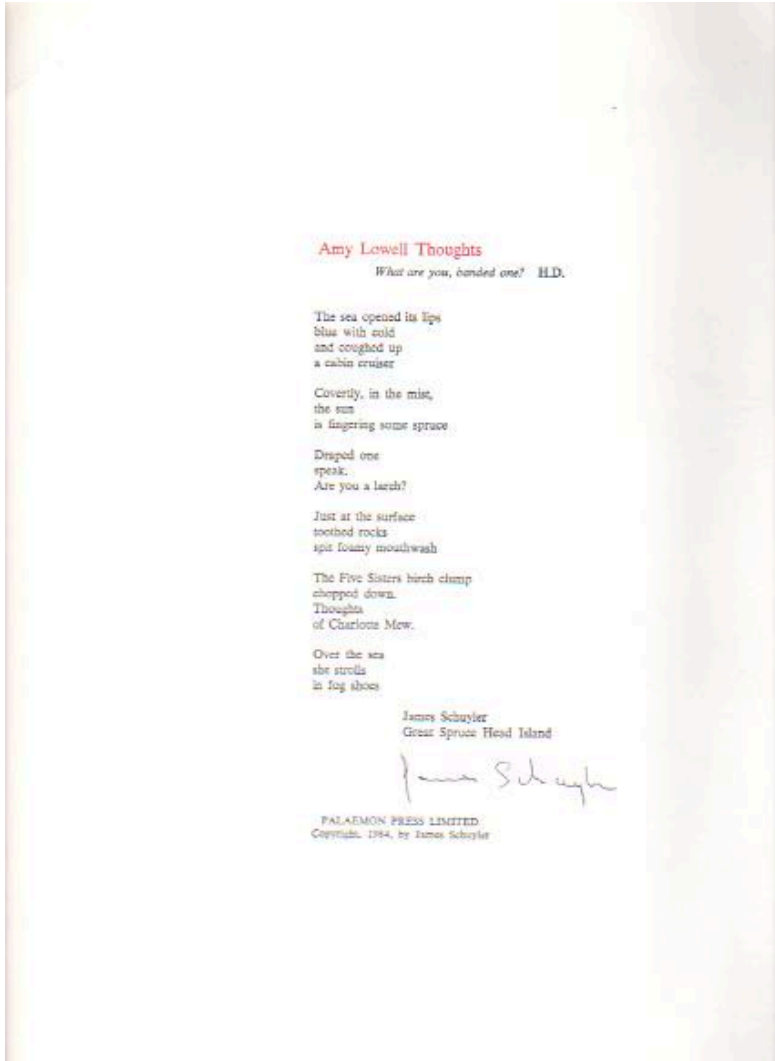 Amy Lowell Thoughts
What are you, banded one? H.D.
The sea opened its lips
blue with cold
and coughed up
a cabin cruiser
Covertly, in the mist,
the sun
is fingering some spruce
Draped one
speak.
Are you a larch?
Just at the surface
toothed rocks
spit foamy mouthwash
The Five Sisters birch clump
chopped down.
Thoughts
of Charlotte Mew.
Over the sea
she strolls
in fog shoes
James Schuyler
Great Spruce Head Island
James Schuyler
PALAEMON PRESS LIMITED
Copyright, 1984, by James Schuyler